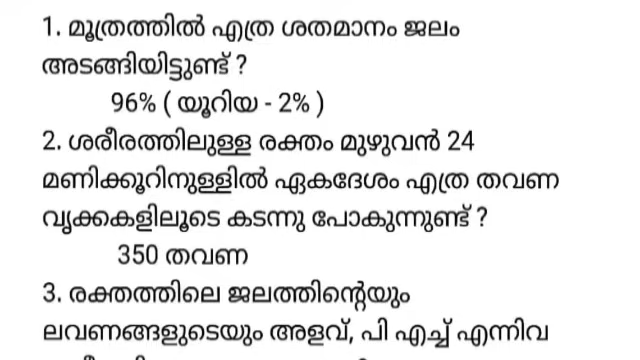 1. മൂത്രത്തിൽ എത്ര ശതമാനം ജലം
അടങ്ങിയിട്ടുണ്ട് ?
96% ( യൂറിയ - 2% )
2. ശരീരത്തിലുള്ള രക്തം മുഴുവൻ 24
മണിക്കൂറിനുള്ളിൽ ഏകദേശം എത്ര തവണ
വൃക്കകളിലൂടെ കടന്നു പോകുന്നുണ്ട് ?
350 തവണ
3. രക്തത്തിലെ ജലത്തിന്റെയും
ലവണങ്ങളുടെയും അളവ്, പി എച്ച് എന്നിവ